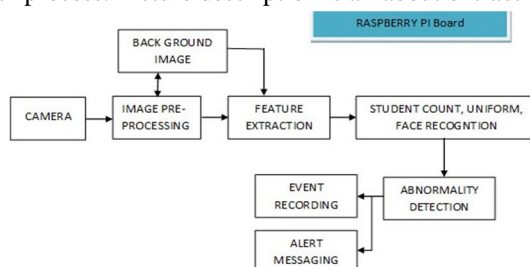 RASPBERRY PI Board
BACK GROUND
IMAGE
CAMERA
IMAGE PRE-
PROCESSING
FEATURE
EXTRACTION
STUDENT COUNT, UNIFORM,
FACE RECOGNTION
EVENT
RECORDING
ABNORMALITY
DETECTION
ALERT
MESSAGING